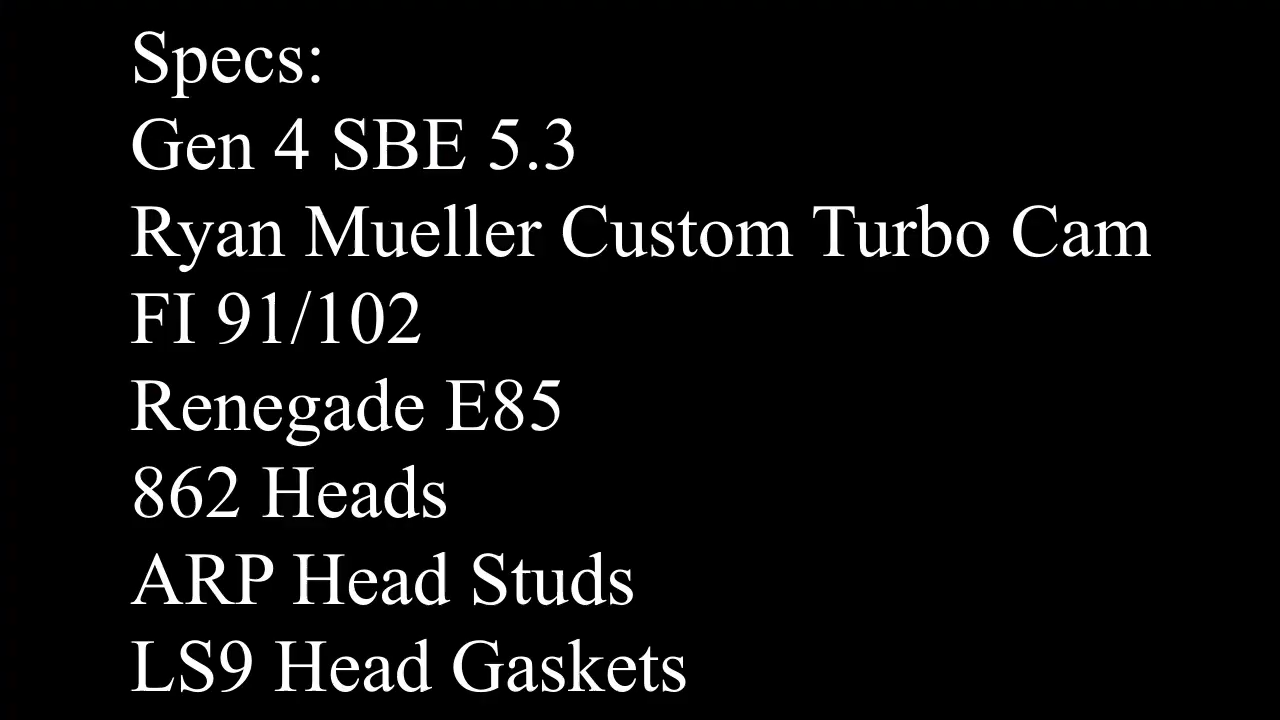 Specs:
Gen 4 SBE 5.3
Ryan Mueller Custom Turbo Cam
FI 91/102
Renegade E85
862 Heads
ARP Head Studs
LS9 Head Gaskets